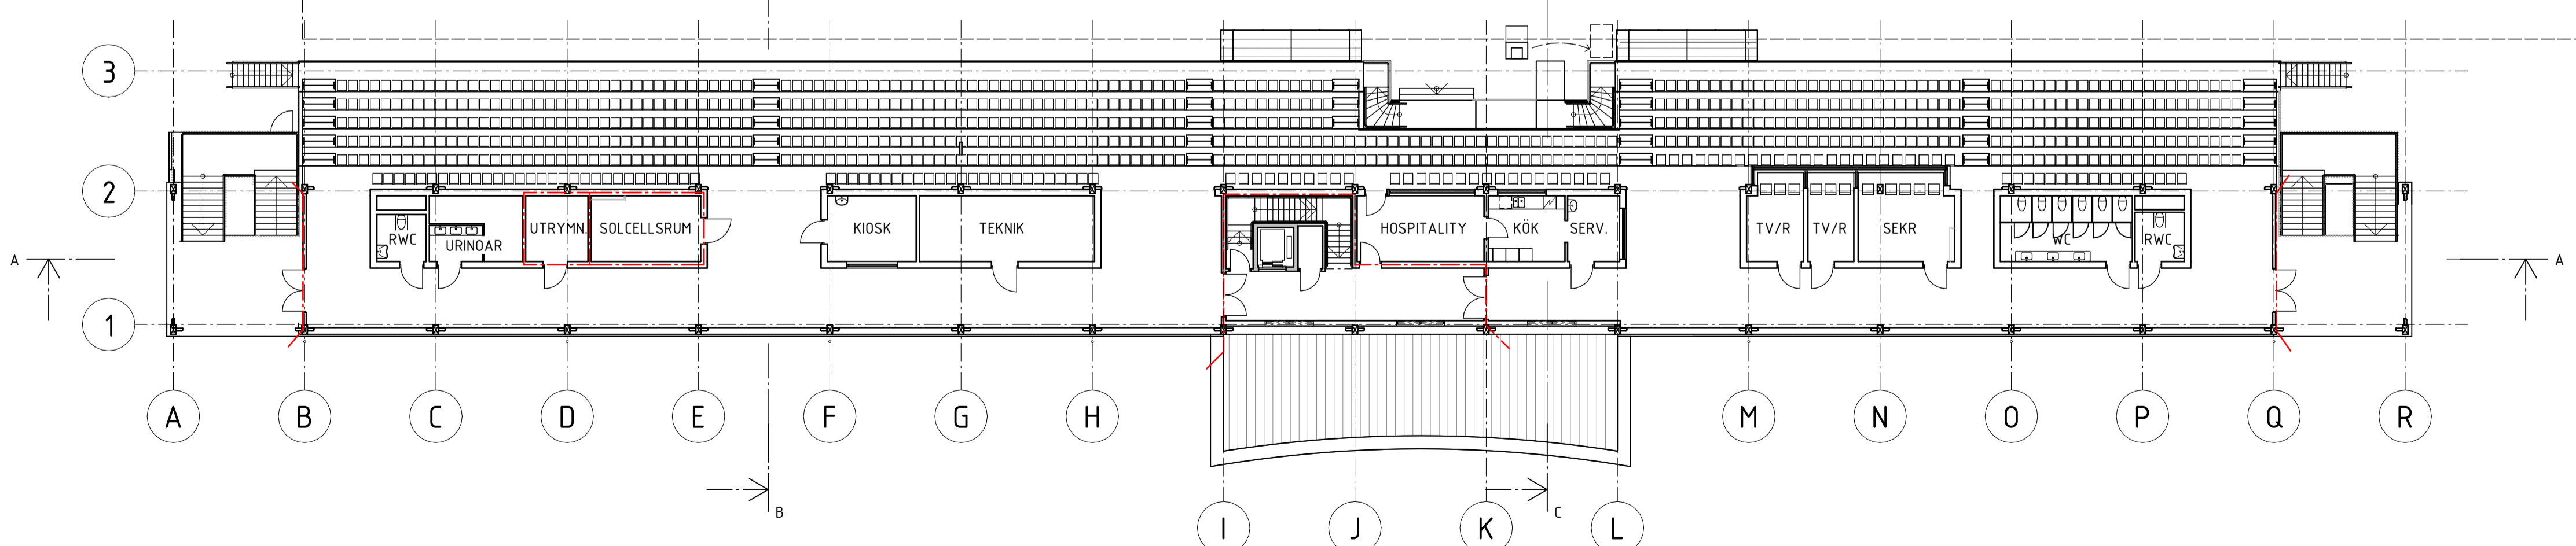 3
2
RWC
URINOAR
UTRYMN.
SOLCELLSRUM
KIOSK
TEKNIK
HOSPITALITY
KÖK
SERV.
TV/R
TV/R
SEKR
WC
RWC
A
A
1
A
B
C
D
E
F
G
H
M
N
O
P
Q
R
B
C
I
J
K
L